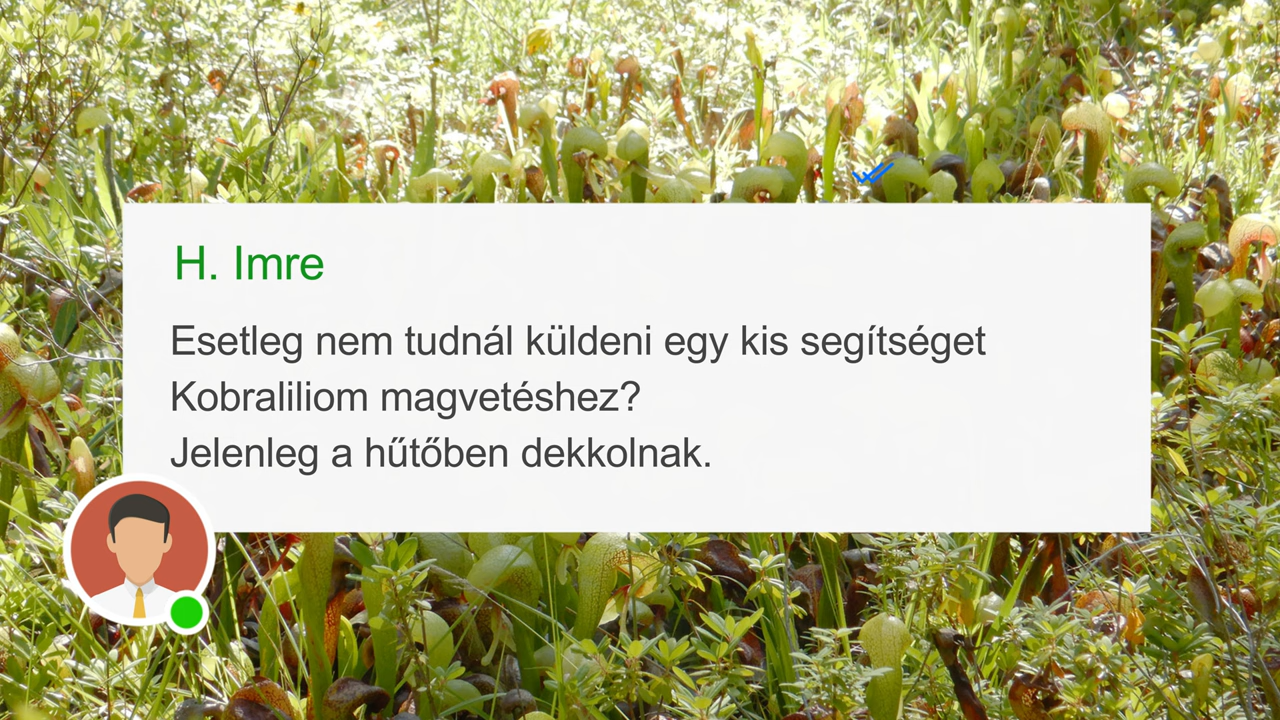 H. Imre
Esetleg nem tudnál küldeni egy kis segítséget
Kobraliliom magvetéshez?
Jelenleg a hűtőben dekkolnak.